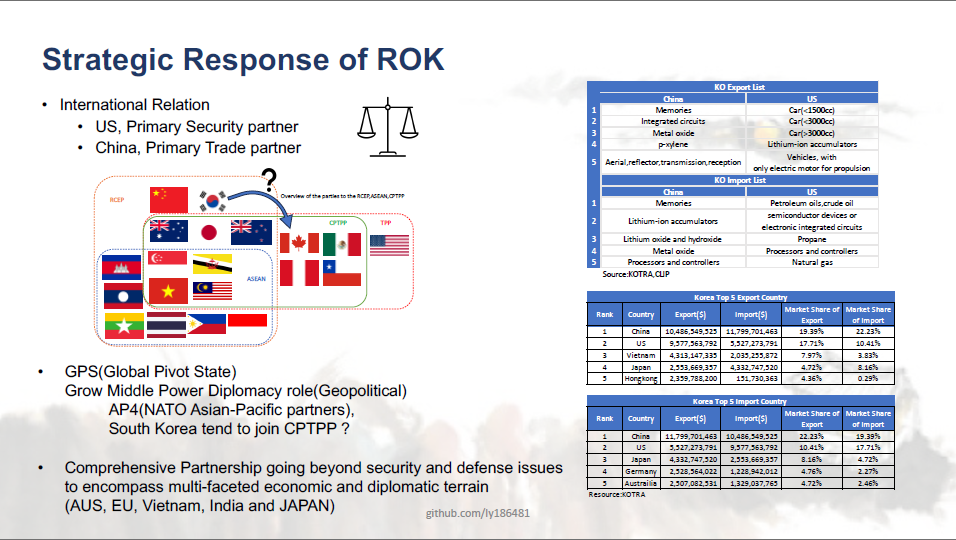 Strategic Response of ROK
• International Relation
• US, Primary Security partner
• China, Primary Trade partner
?
Overview of the parties to the RCEP,ASEAN,CPTPP
RCEP
CPTPP
TPP
ASEAN
• GPS(Global Pivot State)
Grow Middle Power Diplomacy role(Geopolitical)
AP4(NATO Asian-Pacific partners),
South Korea tend to join CPTPP ?
• Comprehensive Partnership going beyond security and defense issues
to encompass multi-faceted economic and diplomatic terrain
(AUS, EU, Vietnam, India and JAPAN)
github.com/ly186481
KO Export List
China US
1 Memories Car(<1500cc)
2 Integrated circuits Car(<3000cc)
3 Metal oxide Car(>3000cc)
4 p-xylene Lithium-ion accumulators
5 Aerial,reflector,transmission,reception Vehicles, with
only electric motor for propulsion
KO Import List
China US
1 Memories Petroleum oils,crude oil
2 Lithium-ion accumulators semiconductor devices or
electronic integrated circuits
3 Lithium oxide and hydroxide Propane
4 Metal oxide Processors and controllers
5 Processors and controllers Natural gas
Source:KOTRA,CLIP
Korea Top 5 Export Country
Rank Country Export($) Import($) Market Share of Export Market Share of Import
1 China 10,486,549,525 11,799,701,463 19.39% 22.23%
2 US 9,577,563,792 5,527,273,791 17.71% 10.41%
3 Vietnam 4,313,147,335 2,035,255,872 7.97% 3.83%
4 Japan 2,553,669,357 4,332,747,520 4.72% 8.16%
5 Hongkong 2,359,788,200 151,730,363 4.36% 0.29%
Korea Top 5 Import Country
Rank Country Export($) Import($) Market Share of Export Market Share of Import
1 China 11,799,701,463 10,486,549,525 22.23% 19.39%
2 US 5,527,273,791 9,577,563,792 10.41% 17.71%
3 Japan 4,332,747,520 2,553,669,357 8.16% 4.72%
4 Germany 2,528,564,022 1,228,942,012 4.76% 2.27%
5 Austrailia 2,507,082,531 1,329,037,765 4.72% 2.46%
Resource:KOTRA